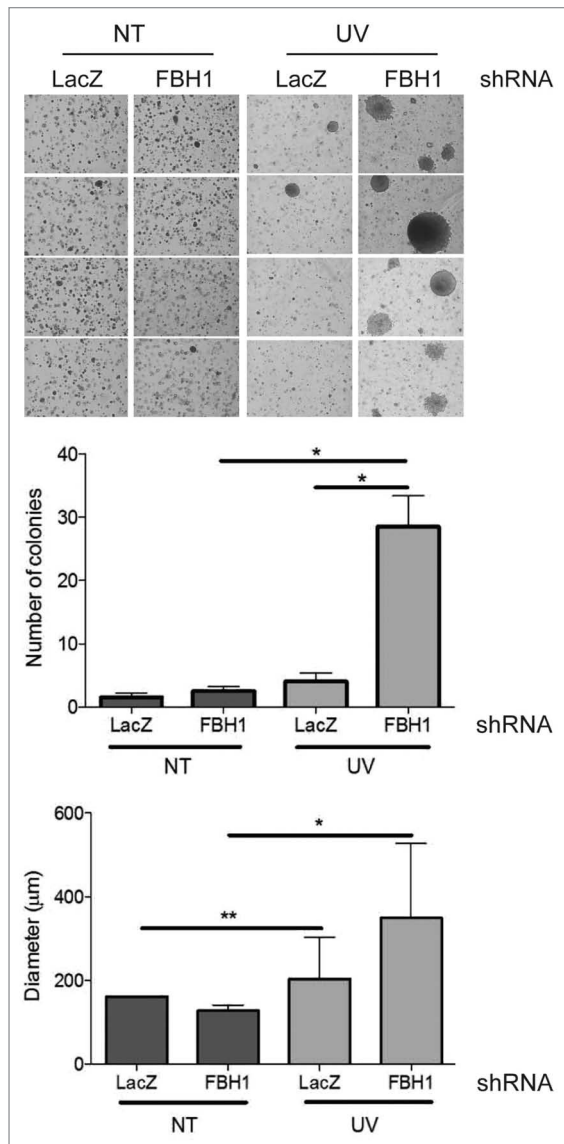 NT UV
LacZ FBH1 LacZ FBH1 shRNA
Number of colonies
40
30
20
10
0
*
*
LacZ FBH1 LacZ FBH1 shRNA
NT UV
Diameter (μm)
600
400
200
0
*
**
LacZ FBH1 LacZ FBH1 shRNA
NT UV